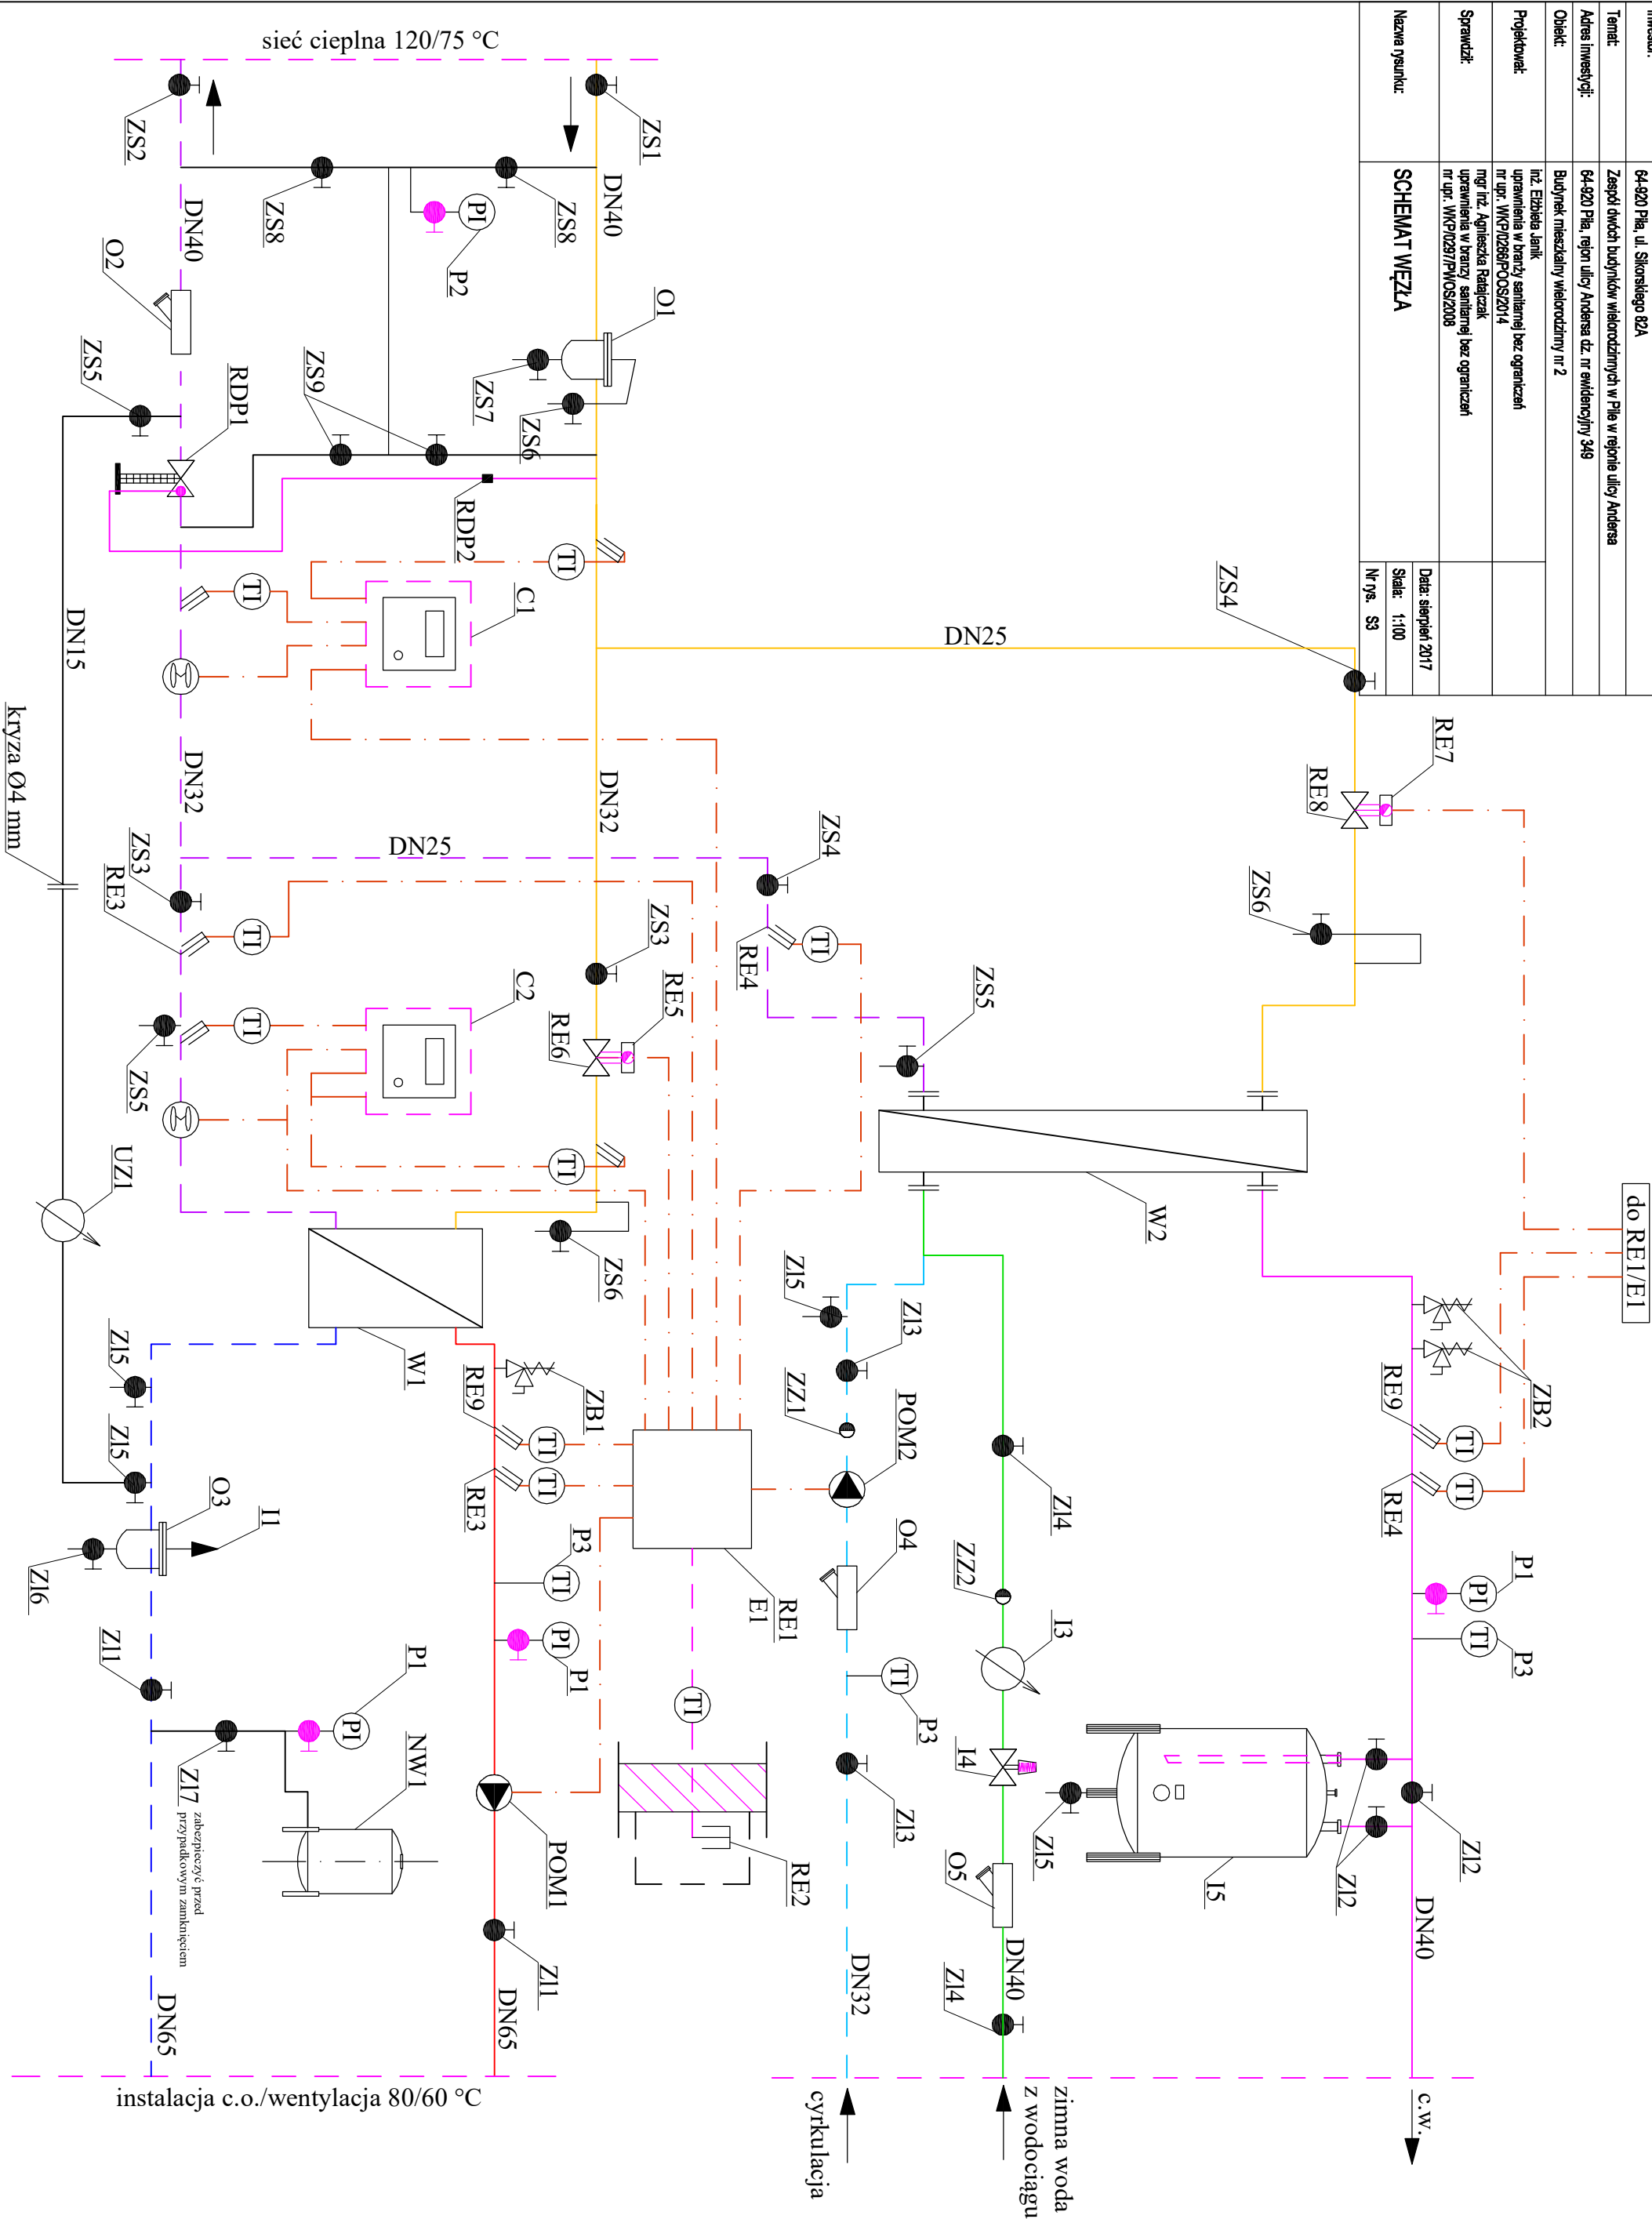 Inwestor:
64-920 Piła, ul. Sikorskiego 82A
Temat:
Zespół dwóch budynków wielorodzinnych w Pile w rejonie ulicy Andersa
Adres inwestycji:
64-920 Piła, rejon ulicy Andersa dz. nr ewidencyjny 349
Obiekt:
Budynek mieszkalny wielorodzinny nr 2
Projektował:
inż. Elżbieta Janik
uprawnienia w branży sanitarnej bez ograniczeń
nr upr. WKP/0266/POOS/2014
Sprawdził:
mgr inż. Agnieszka Ratajczak
uprawnienia w branży sanitarnej bez ograniczeń
nr upr. WKP/0297/PWOS/2008
Nazwa rysunku:
SCHEMAT WĘZŁA
Data: sierpień 2017
Skala: 1:100
Nr rys. S3
sieć cieplna 120/75 °C
ZS1
ZS2
DN40
DN40
ZS8
ZS8
PI
P2
O2
O1
ZS7
ZS6
ZS5
RDP1
ZS9
RDP2
TI
TI
C1
DN15
DN32
DN32
DN25
DN25
kryza Ø4 mm
ZS4
RE7
RE8
ZS6
ZS4
RE4
TI
ZS5
ZS3
RE3
TI
ZS3
RE5
RE6
C2
TI
TI
ZS5
UZ1
ZS6
W1
W2
do RE1/E1
ZB2
RE9
TI
RE4
TI
P1
PI
TI
P3
ZI5
ZI3
ZZ1
POM2
O4
TI
P3
ZI3
DN32
cyrkulacja
ZI4
ZZ2
I3
I4
O5
DN40
ZI4
zimna woda
z wodociągu
ZI5
I5
ZI2
ZI2
DN40
c.w.
ZB1
RE9
TI
RE3
TI
P3
TI
PI
P1
RE1
E1
TI
RE2
POM1
ZI1
DN65
ZI5
ZI5
O3
I1
ZI6
ZI1
P1
PI
ZI7
zabezpieczyć przed
przypadkowym zamknięciem
NW1
DN65
instalacja c.o./wentylacja 80/60 °C